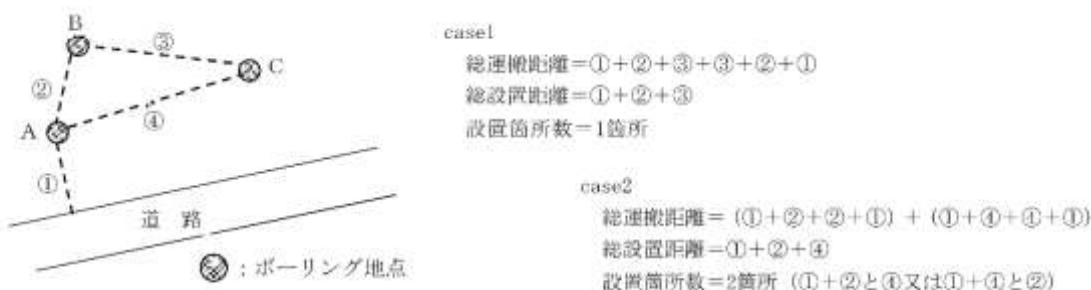 B
③
C
②
A
④
①
道 路
：ボーリング地点
case1
総運搬距離＝①＋②＋③＋③＋②＋①
総設置距離＝①＋②＋③
設置箇所数＝1箇所
case2
総運搬距離＝（①＋②＋②＋①）＋（①＋④＋④＋①）
総設置距離＝①＋②＋④
設置箇所数＝2箇所（①＋②と④又は①＋④と②）